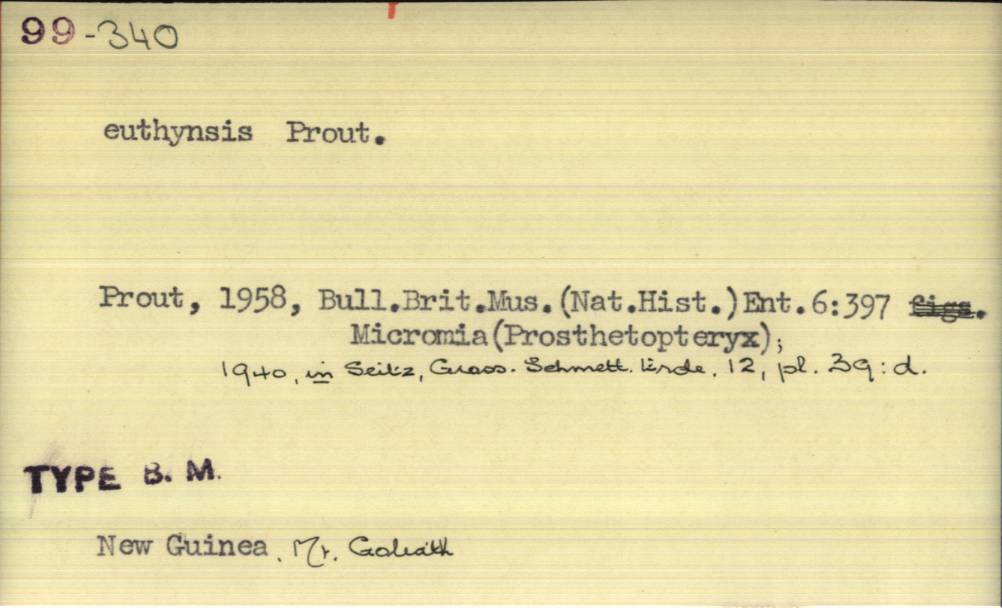 99-340
euthynsis Prout.
Prout, 1958, Bull.Brit.Mus.(Nat.Hist.)Ent.6:397 figs.
Micromia(Prosthetopteryx);
1940, in Seitz, Gross. Schmett. Erde, 12, pl. 39:d.
TYPE B. M.
New Guinea, Mt. Goliath